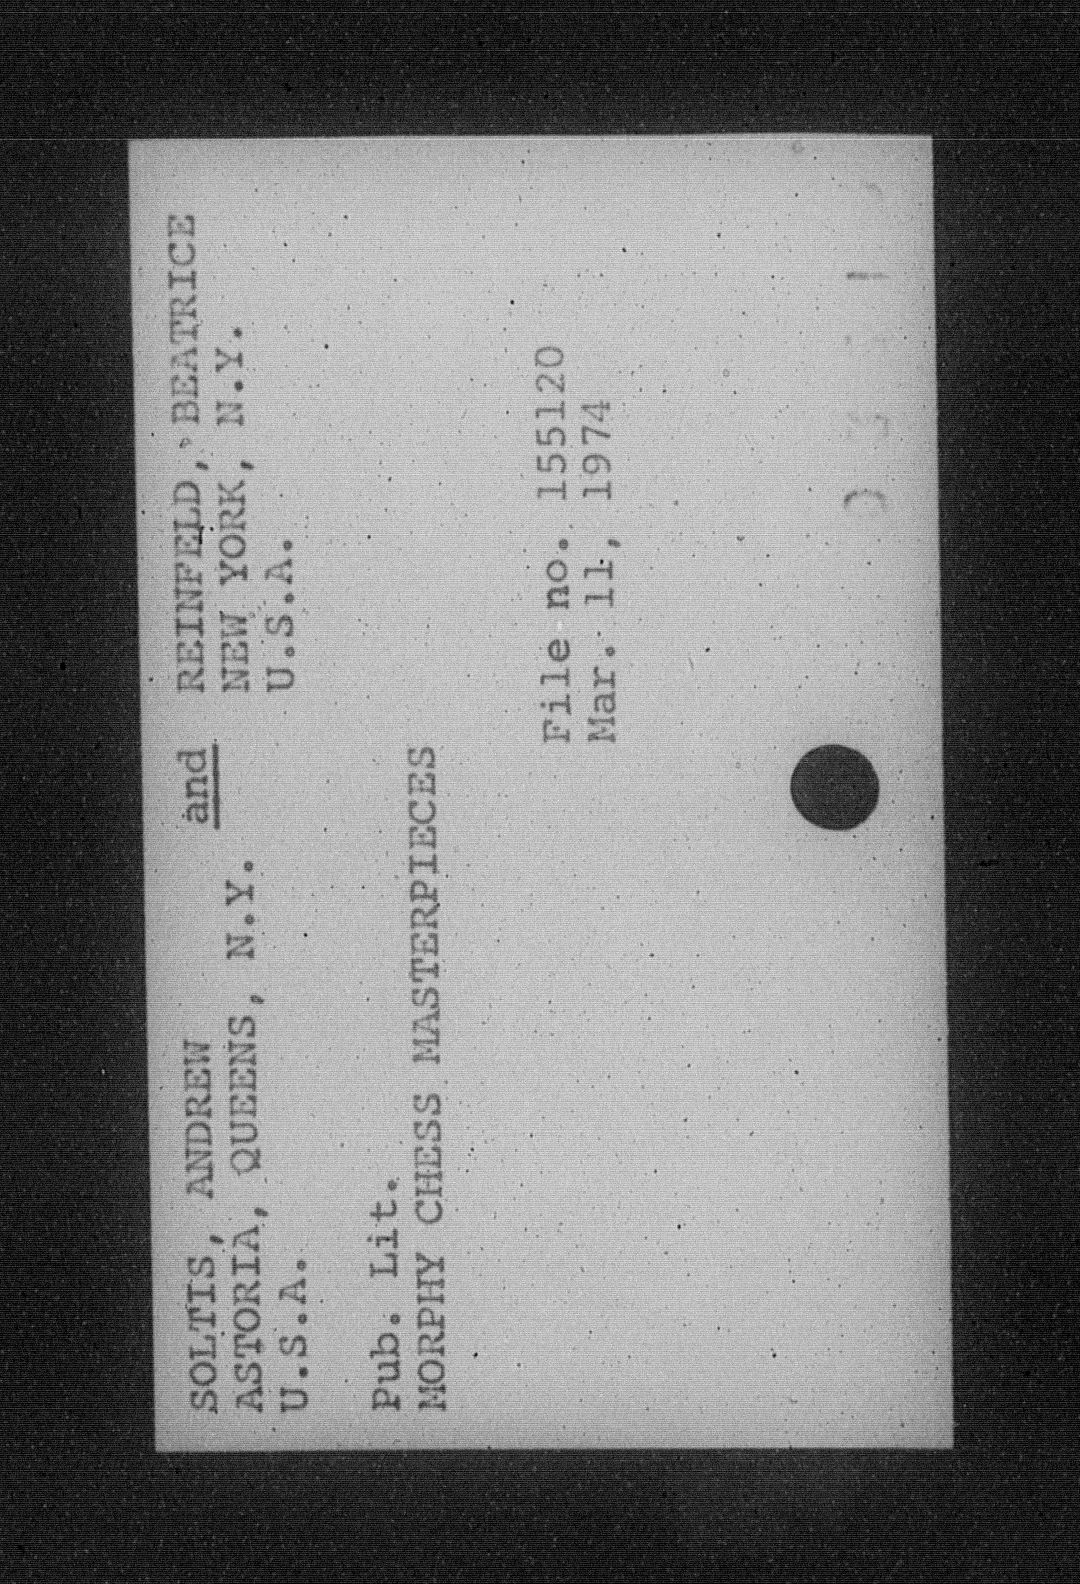 SOLTIS, ANDREW and REINFELD, BEATRICE
ASTORIA, QUEENS, N.Y. NEW YORK, N.Y.
U.S.A. U.S.A.
Pub. Lit.
MORPHY CHESS MASTERPIECES
File no. 155120
Mar. 11, 1974